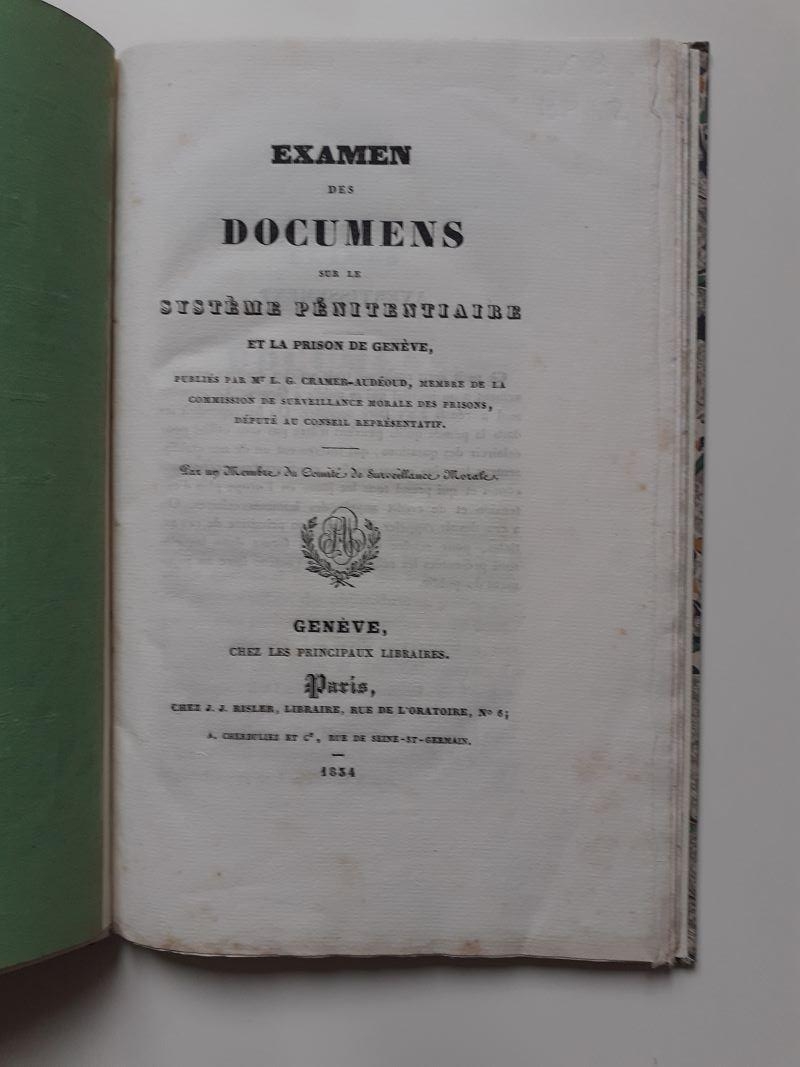 EXAMEN
DES
DOCUMENS
SUR LE
SYSTÈME PÉNITENTIAIRE
ET LA PRISON DE GENÈVE,
PUBLIÉS PAR Mr L. G. CRAMER-AUDÉOUD, MEMBRE DE LA
COMMISSION DE SURVEILLANCE MORALE DES PRISONS,
DÉPUTÉ AU CONSEIL REPRÉSENTATIF.
Par un Membre du Comité de Surveillance Morale.
GENÈVE,
CHEZ LES PRINCIPAUX LIBRAIRES.
Paris,
CHEZ J. J. RISLER, LIBRAIRE, RUE DE L'ORATOIRE, No 6;
A. CHERBULIEZ ET Ce, RUE DE SEINE-ST-GERMAIN.
1834